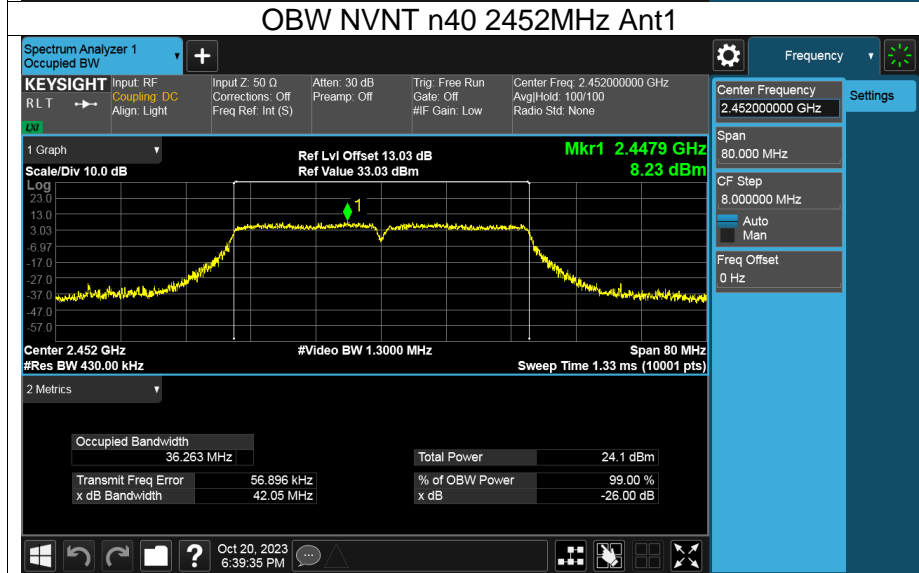 OBW NVNT n40 2452MHz Ant1
Spectrum Analyzer 1
Occupied BW
+
Frequency
KEYSIGHT
RLT
LXI
Input: RF
Coupling: DC
Align: Light
Input Z: 50 Ω
Corrections: Off
Freq Ref: Int (S)
Atten: 30 dB
Preamp: Off
Trig: Free Run
Gate: Off
#IF Gain: Low
Center Freq: 2.452000000 GHz
Avg|Hold: 100/100
Radio Std: None
Center Frequency
2.452000000 GHz
Settings
Span
80.000 MHz
CF Step
8.000000 MHz
Auto
Man
Freq Offset
0 Hz
1 Graph
Ref Lvl Offset 13.03 dB
Mkr1 2.4479 GHz
Scale/Div 10.0 dB
Ref Value 33.03 dBm
8.23 dBm
Log
23.0
13.0
3.03
-6.97
-17.0
-27.0
-37.0
-47.0
-57.0
1
Center 2.452 GHz
#Video BW 1.3000 MHz
Span 80 MHz
#Res BW 430.00 kHz
Sweep Time 1.33 ms (10001 pts)
2 Metrics
Occupied Bandwidth
36.263 MHz
Total Power 24.1 dBm
Transmit Freq Error 56.896 kHz
% of OBW Power 99.00 %
x dB Bandwidth 42.05 MHz
x dB -26.00 dB
?
Oct 20, 2023
6:39:35 PM